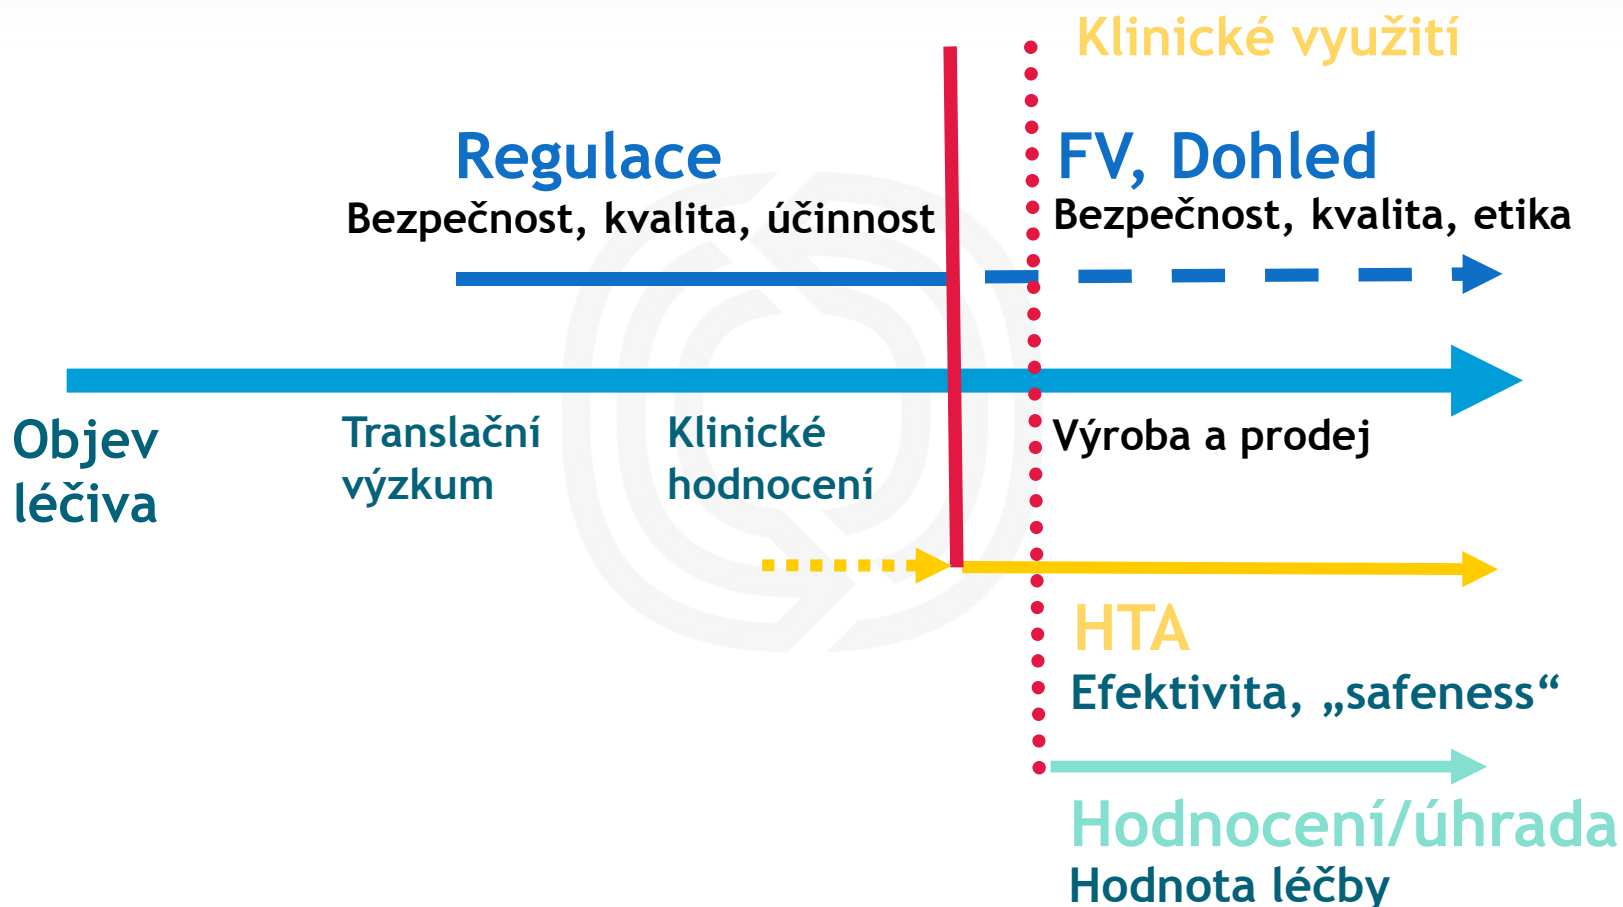 Klinické využití
Regulace
Bezpečnost, kvalita, účinnost
FV, Dohled
Bezpečnost, kvalita, etika
Objev
léčiva
Translační
výzkum
Klinické
hodnocení
Výroba a prodej
HTA
Efektivita, „safeness“
Hodnocení/úhrada
Hodnota léčby